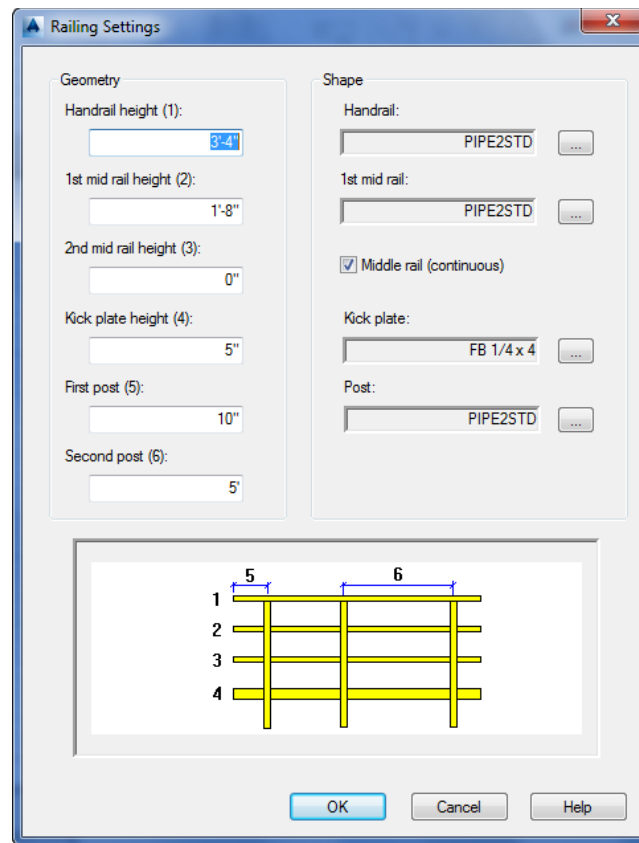 Railing Settings
Geometry
Handrail height (1):
3'-4"
1st mid rail height (2):
1'-8"
2nd mid rail height (3):
0"
Kick plate height (4):
5"
First post (5):
10"
Second post (6):
5'
Shape
Handrail:
PIPE2STD ...
1st mid rail:
PIPE2STD ...
Middle rail (continuous)
Kick plate:
FB 1/4 x 4 ...
Post:
PIPE2STD ...
5 6
1
2
3
4
OK Cancel Help